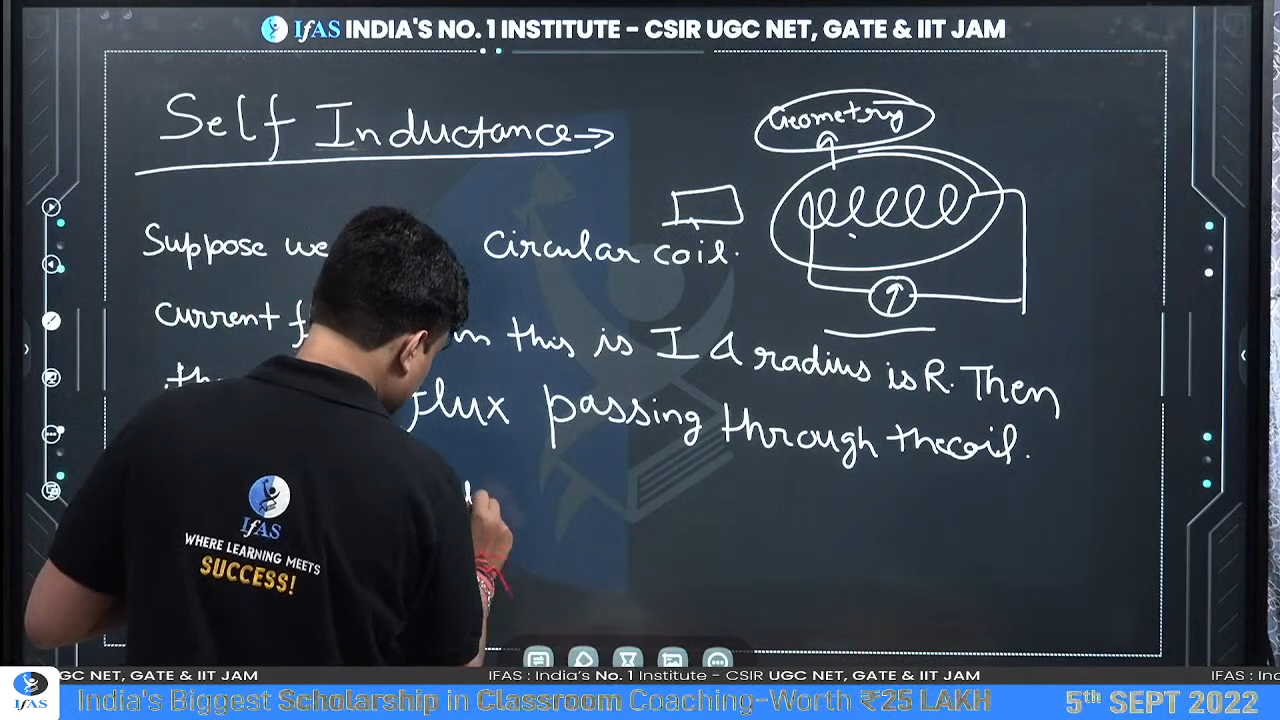 IFAS INDIA'S NO. 1 INSTITUTE - CSIR UGC NET, GATE & IIT JAM
Self Inductance →
Geometry
Suppose we circular coil.
current in this is I & radius is R. Then
flux passing through the coil.
IFAS
WHERE LEARNING MEETS
SUCCESS!
GC NET, GATE & IIT JAM IFAS : India's No. 1 Institute - CSIR UGC NET, GATE & IIT JAM IFAS : Ind
IFAS
India's Biggest Scholarship in Classroom Coaching-Worth ₹25 LAKH 5th SEPT 2022